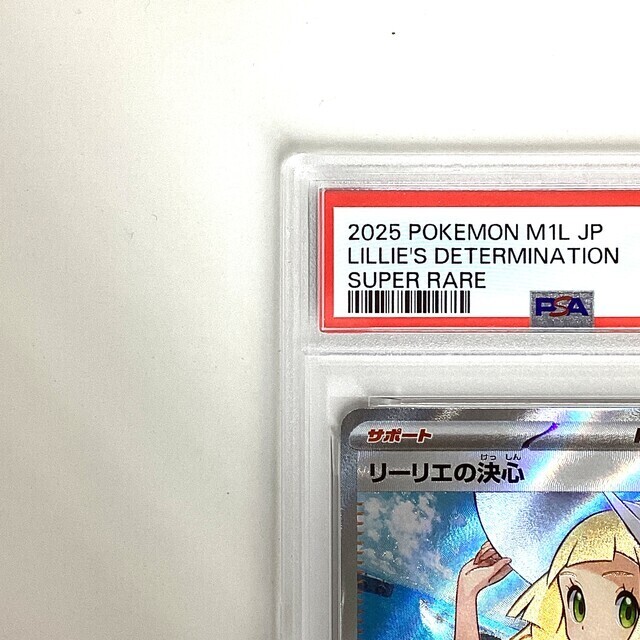 2025 POKEMON M1L JP
LILLIE'S DETERMINATION
SUPER RARE
PSA
サポート
けっしん
リーリエの決心